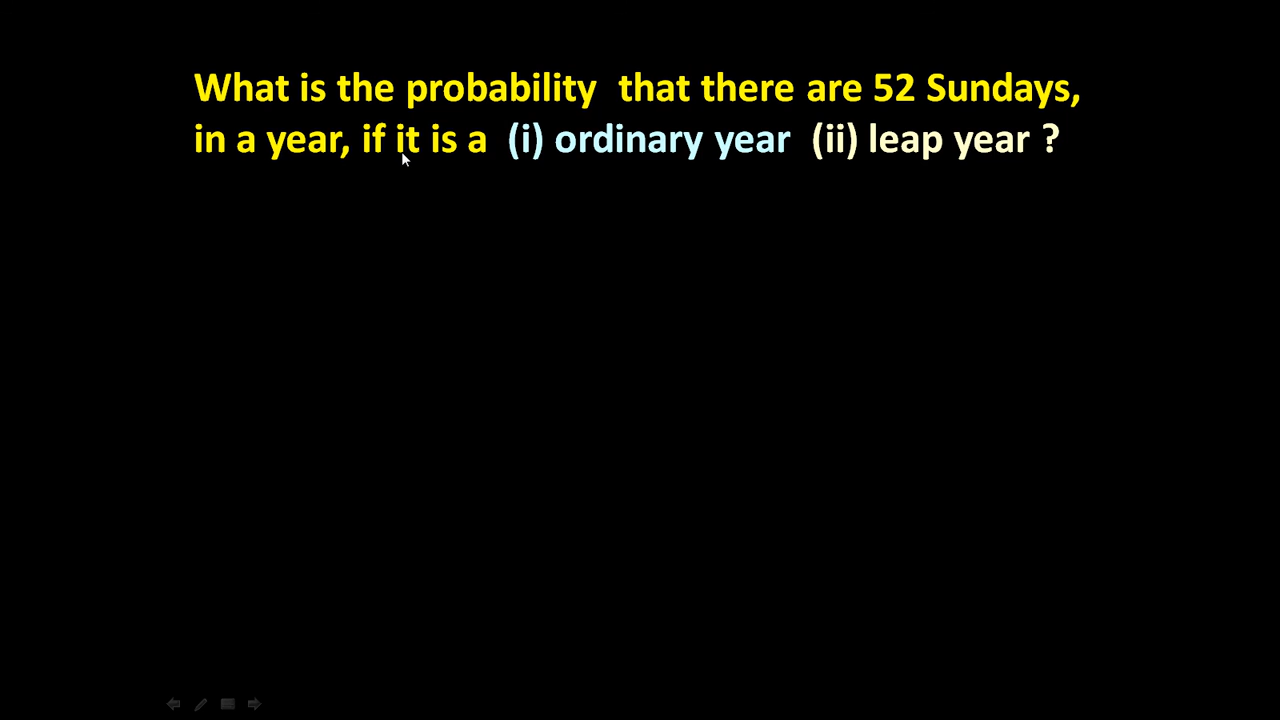 What is the probability that there are 52 Sundays,
in a year, if it is a (i) ordinary year (ii) leap year ?